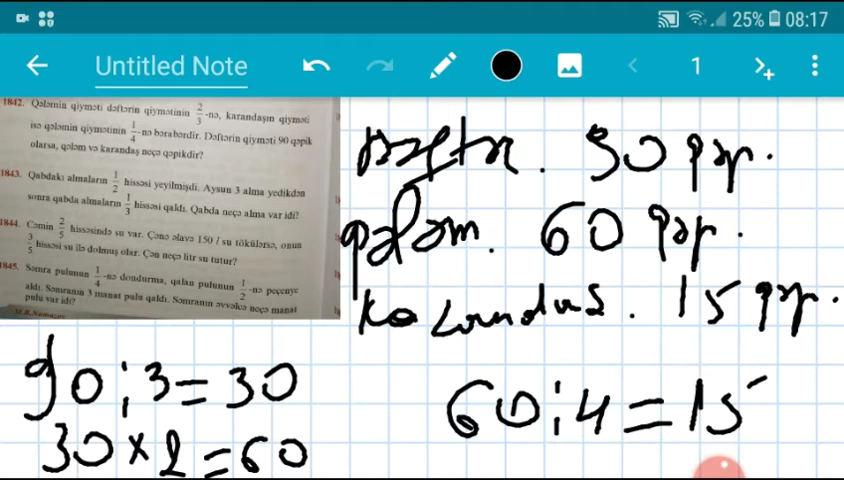 25% 08:17
Untitled Note 1
1842. Qələmin qiyməti dəftərin qiymətinin 2/3-nə, karandaşın qiyməti
isə qələmin qiymətinin 1/4-nə bərabərdir. Dəftərin qiyməti 90 qəpik
olarsa, qələm və karandaş neçə qəpikdir?
1843. Qabdakı almaların 1/2 hissəsi yeyilmişdi. Aysun 3 alma yedikdən
sonra qabda almaların 1/3 hissəsi qaldı. Qabda neçə alma var idi?
1844. Çəmin 2/5 hissəsində su var. Çənə əlavə 150 l su tökülərsə, onun
3/5 hissəsi su ilə dolmuş olar. Çən neçə litr su tutur?
1845. Səmra pulunun 1/4-nə dondurma, qalan pulunun 1/2-nə peçenye
aldı. Səmranın 3 manat pulu qaldı. Səmranın əvvəlcə neçə manat
pulu var idi?
Dəftər. 90 qəp.
qələm. 60 qəp.
karandaş. 15 qəp.
90:3=30
30×2=60
60:4=15